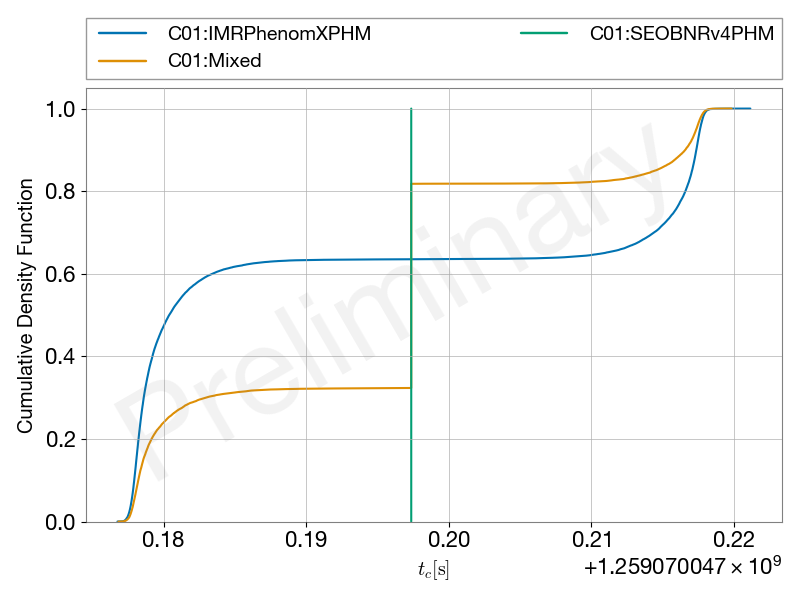 C01:IMRPhenomXPHM
C01:Mixed
C01:SEOBNRv4PHM
Preliminary
Cumulative Density Function
1.0
0.8
0.6
0.4
0.2
0.0
0.18 0.19 0.20 0.21 0.22
t_c[s]
+1.259070047 × 10⁹